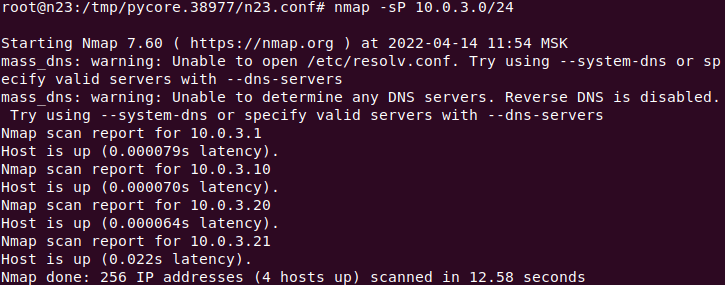 root@n23:/tmp/pycore.38977/n23.conf# nmap -sP 10.0.3.0/24
Starting Nmap 7.60 ( https://nmap.org ) at 2022-04-14 11:54 MSK
mass_dns: warning: Unable to open /etc/resolv.conf. Try using --system-dns or sp
ecify valid servers with --dns-servers
mass_dns: warning: Unable to determine any DNS servers. Reverse DNS is disabled.
 Try using --system-dns or specify valid servers with --dns-servers
Nmap scan report for 10.0.3.1
Host is up (0.000079s latency).
Nmap scan report for 10.0.3.10
Host is up (0.000070s latency).
Nmap scan report for 10.0.3.20
Host is up (0.000064s latency).
Nmap scan report for 10.0.3.21
Host is up (0.022s latency).
Nmap done: 256 IP addresses (4 hosts up) scanned in 12.58 seconds